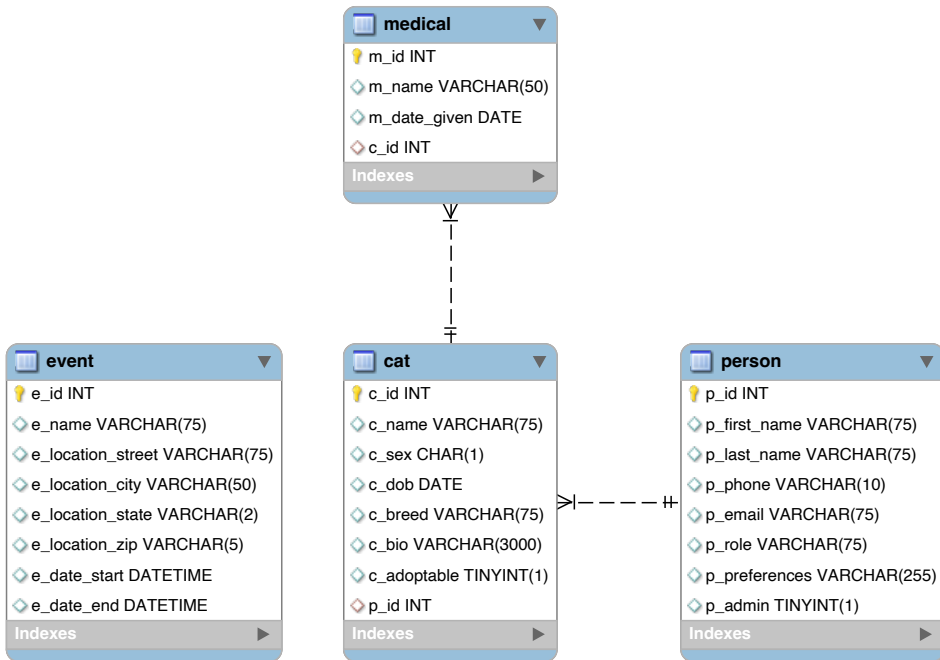 medical
m_id INT
m_name VARCHAR(50)
m_date_given DATE
c_id INT
Indexes
event
e_id INT
e_name VARCHAR(75)
e_location_street VARCHAR(75)
e_location_city VARCHAR(50)
e_location_state VARCHAR(2)
e_location_zip VARCHAR(5)
e_date_start DATETIME
e_date_end DATETIME
Indexes
cat
c_id INT
c_name VARCHAR(75)
c_sex CHAR(1)
c_dob DATE
c_breed VARCHAR(75)
c_bio VARCHAR(3000)
c_adoptable TINYINT(1)
p_id INT
Indexes
person
p_id INT
p_first_name VARCHAR(75)
p_last_name VARCHAR(75)
p_phone VARCHAR(10)
p_email VARCHAR(75)
p_role VARCHAR(75)
p_preferences VARCHAR(255)
p_admin TINYINT(1)
Indexes